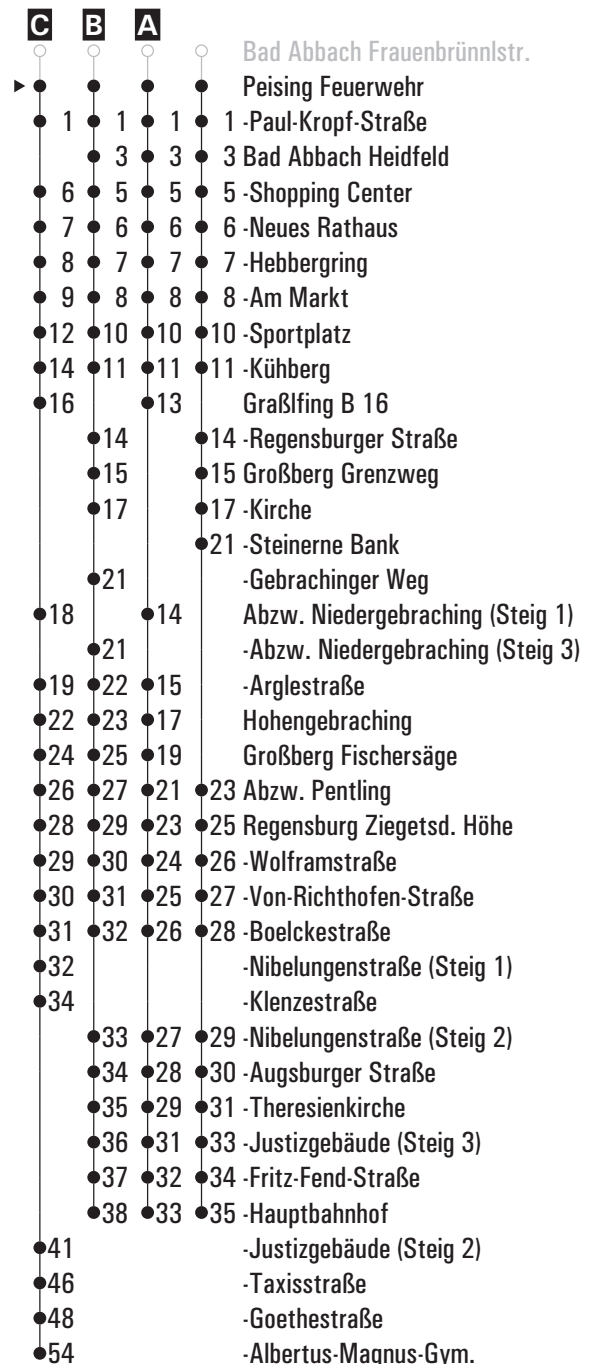 C B A
Bad Abbach Frauenbrünnlstr.
Peising Feuerwehr
1 1 1 1 -Paul-Kropf-Straße
3 3 3 Bad Abbach Heidfeld
6 5 5 5 -Shopping Center
7 6 6 6 -Neues Rathaus
8 7 7 7 -Hebbergring
9 8 8 8 -Am Markt
12 10 10 10 -Sportplatz
14 11 11 11 -Kühberg
16 13 Graßlfing B 16
14 14 -Regensburger Straße
15 15 Großberg Grenzweg
17 17 -Kirche
21 -Steinerne Bank
21 -Gebrachinger Weg
18 14 Abzw. Niedergebraching (Steig 1)
21 -Abzw. Niedergebraching (Steig 3)
19 22 15 -Arglestraße
22 23 17 Hohengebraching
24 25 19 Großberg Fischersäge
26 27 21 23 Abzw. Pentling
28 29 23 25 Regensburg Ziegetsd. Höhe
29 30 24 26 -Wolframstraße
30 31 25 27 -Von-Richthofen-Straße
31 32 26 28 -Boelckestraße
32 -Nibelungenstraße (Steig 1)
34 -Klenzestraße
33 27 29 -Nibelungenstraße (Steig 2)
34 28 30 -Augsburger Straße
35 29 31 -Theresienkirche
36 31 33 -Justizgebäude (Steig 3)
37 32 34 -Fritz-Fend-Straße
38 33 35 -Hauptbahnhof
41 -Justizgebäude (Steig 2)
46 -Taxisstraße
48 -Goethestraße
54 -Albertus-Magnus-Gym.